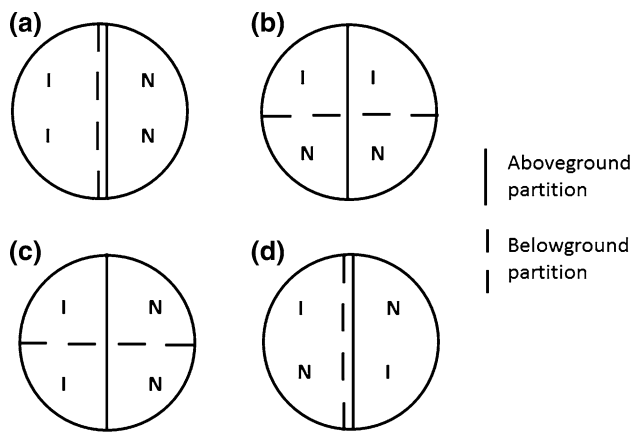 (a)
I N
I N
(b)
I I
N N
Aboveground
partition
Belowground
partition
(c)
I N
I N
(d)
I N
N I